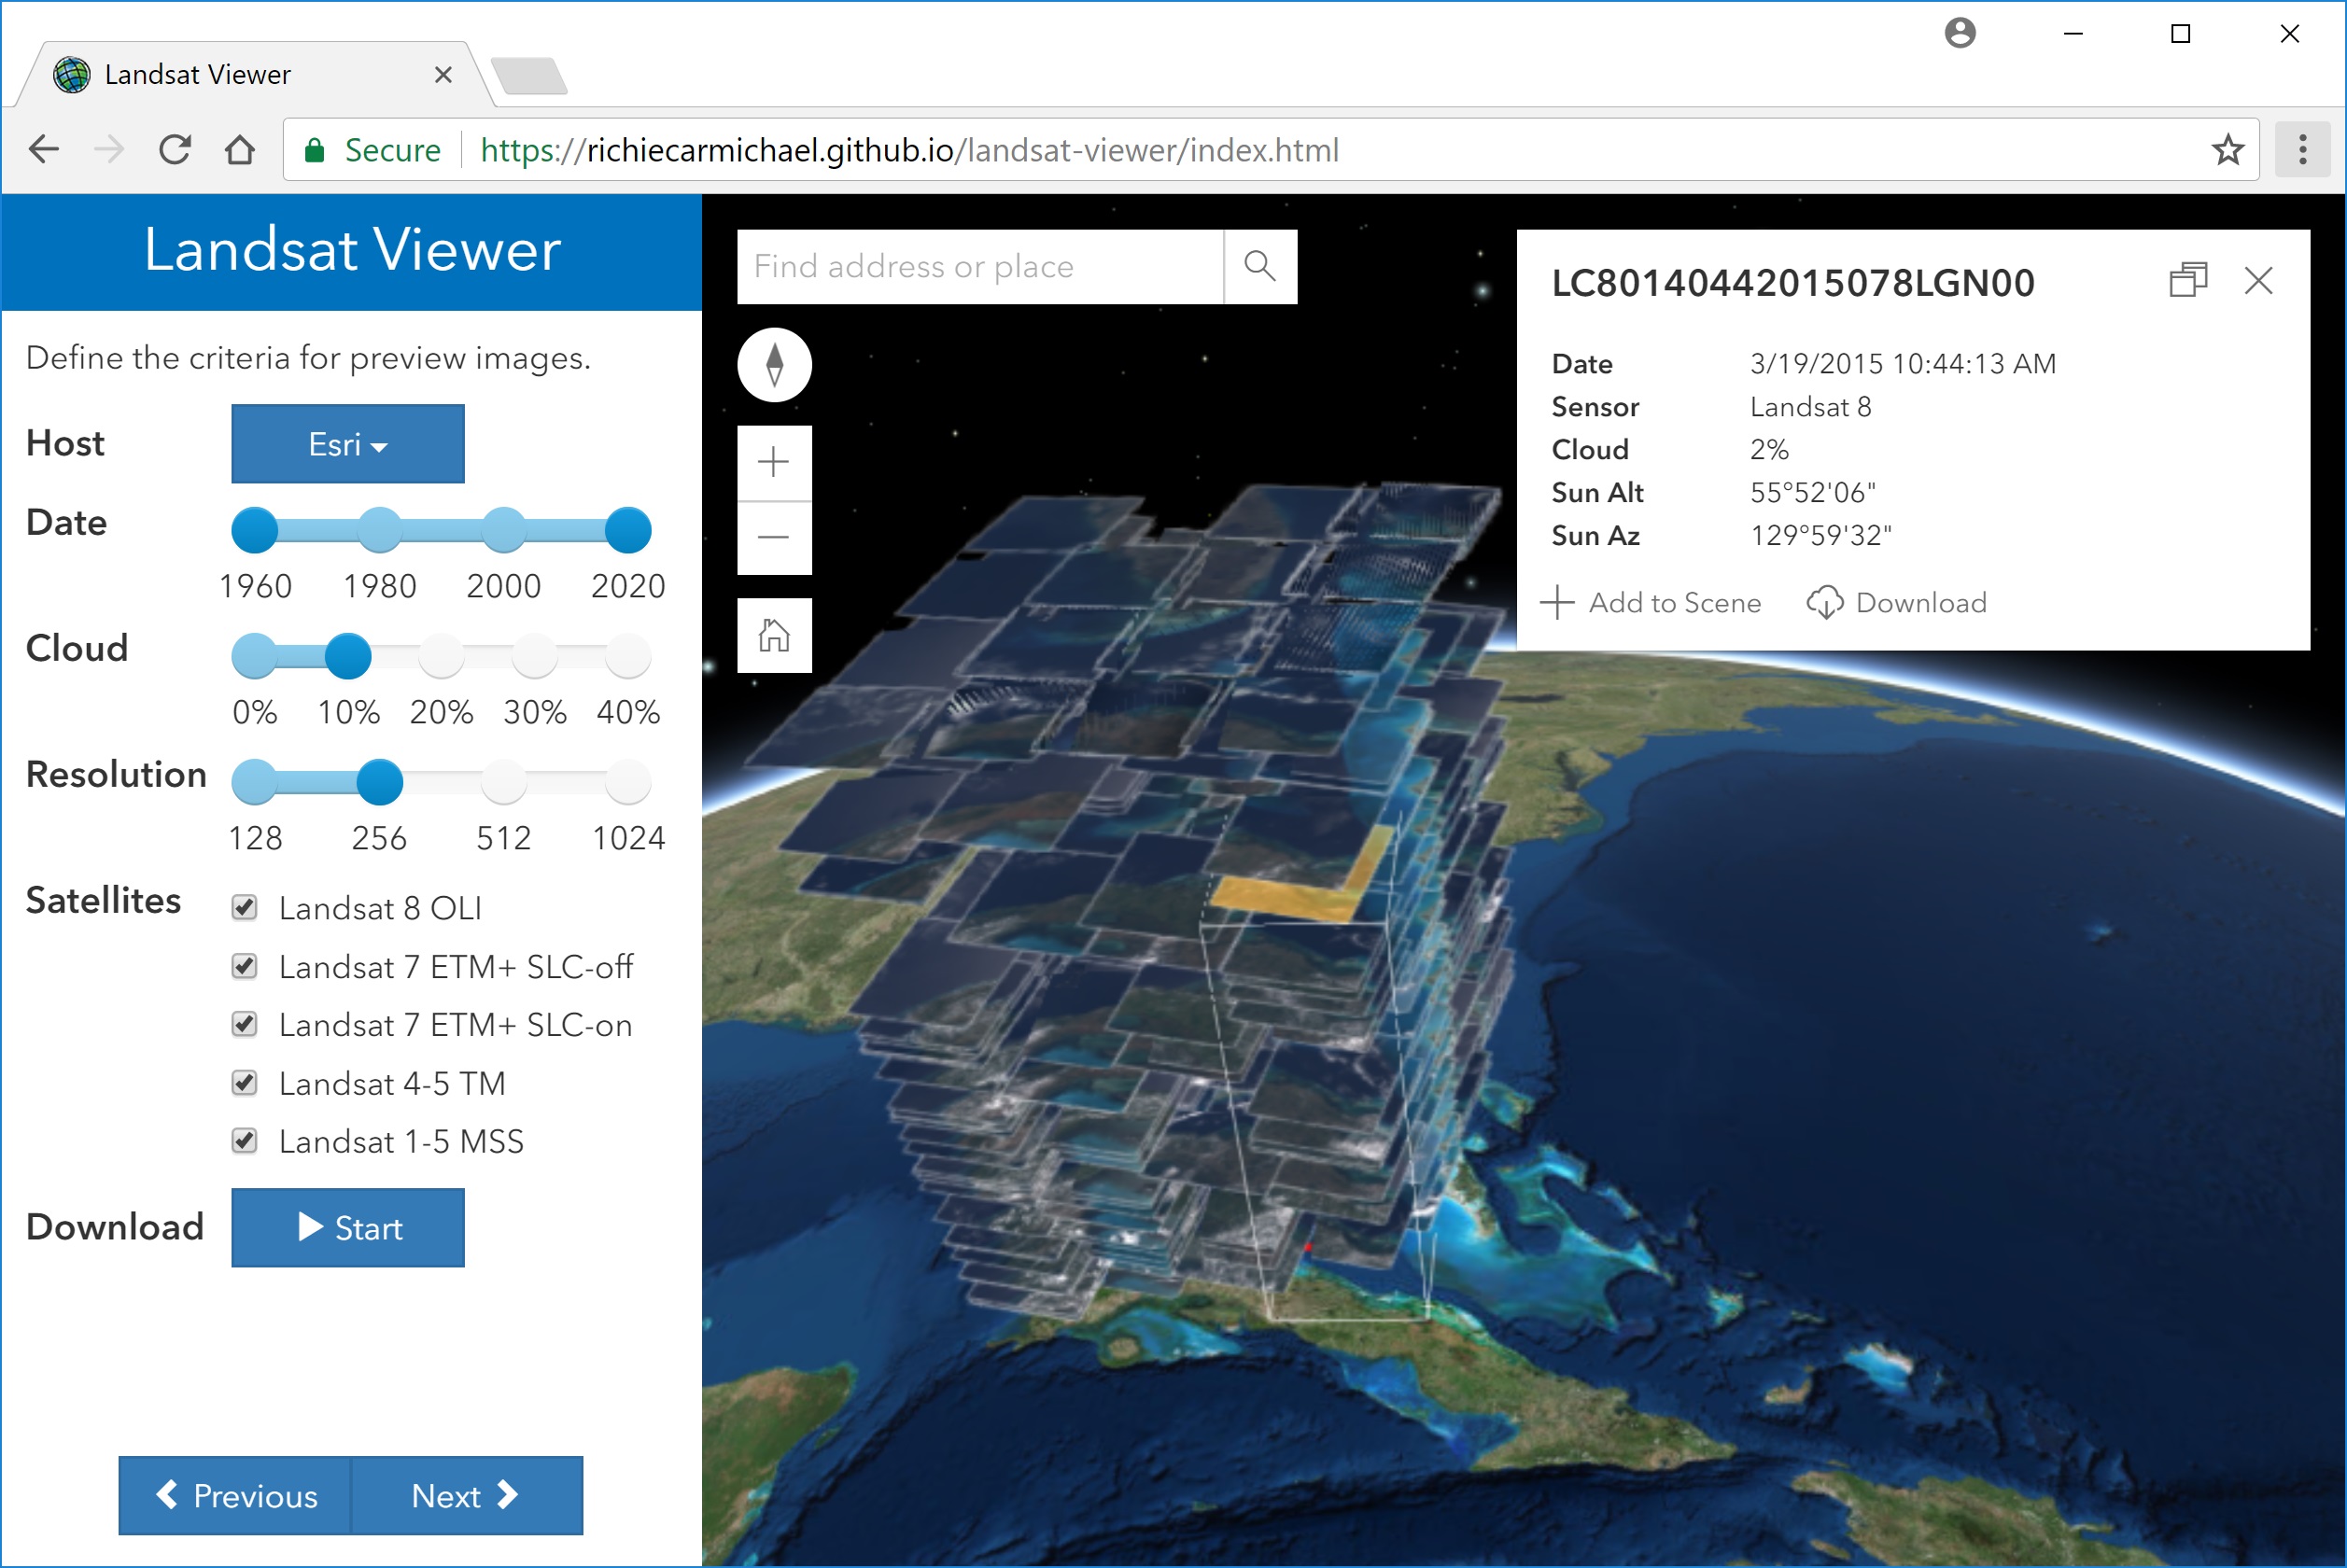 Landsat Viewer
Secure https://richiecarmichael.github.io/landsat-viewer/index.html
Landsat Viewer
Define the criteria for preview images.
Host Esri
Date
1960 1980 2000 2020
Cloud
0% 10% 20% 30% 40%
Resolution
128 256 512 1024
Satellites Landsat 8 OLI
Landsat 7 ETM+ SLC-off
Landsat 7 ETM+ SLC-on
Landsat 4-5 TM
Landsat 1-5 MSS
Download Start
Previous Next
Find address or place
LC80140442015078LGN00
Date 3/19/2015 10:44:13 AM
Sensor Landsat 8
Cloud 2%
Sun Alt 55°52'06"
Sun Az 129°59'32"
Add to Scene Download